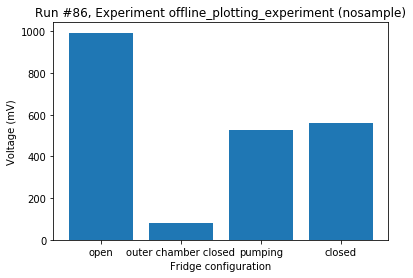 Run #86, Experiment offline_plotting_experiment (nosample)
1000
800
600
400
200
0
Voltage (mV)
open outer chamber closed pumping closed
Fridge configuration